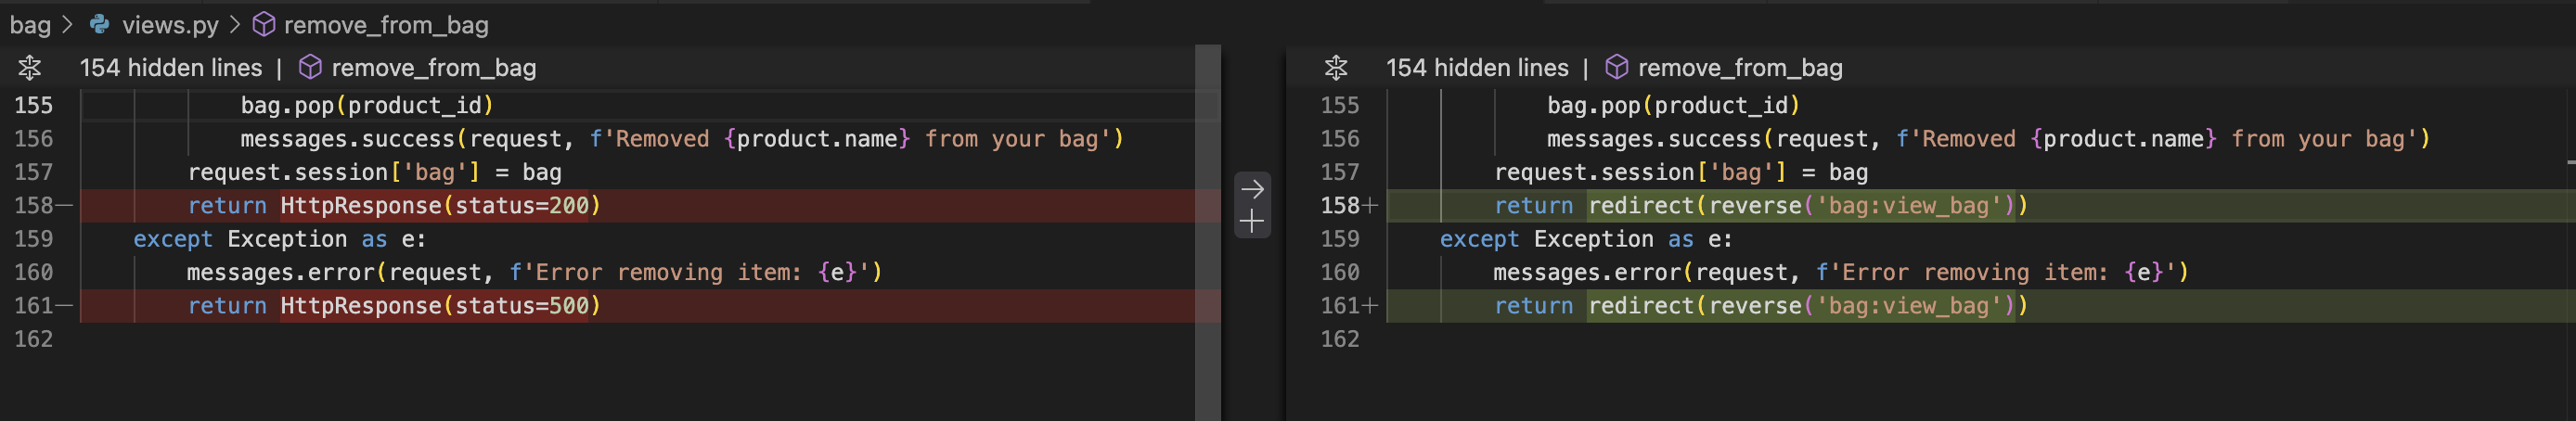 bag > views.py > remove_from_bag
154 hidden lines | remove_from_bag
155 bag.pop(product_id)
156 messages.success(request, f'Removed {product.name} from your bag')
157 request.session['bag'] = bag
158— return HttpResponse(status=200)
159 except Exception as e:
160 messages.error(request, f'Error removing item: {e}')
161— return HttpResponse(status=500)
162
154 hidden lines | remove_from_bag
155 bag.pop(product_id)
156 messages.success(request, f'Removed {product.name} from your bag')
157 request.session['bag'] = bag
158+ return redirect(reverse('bag:view_bag'))
159 except Exception as e:
160 messages.error(request, f'Error removing item: {e}')
161+ return redirect(reverse('bag:view_bag'))
162